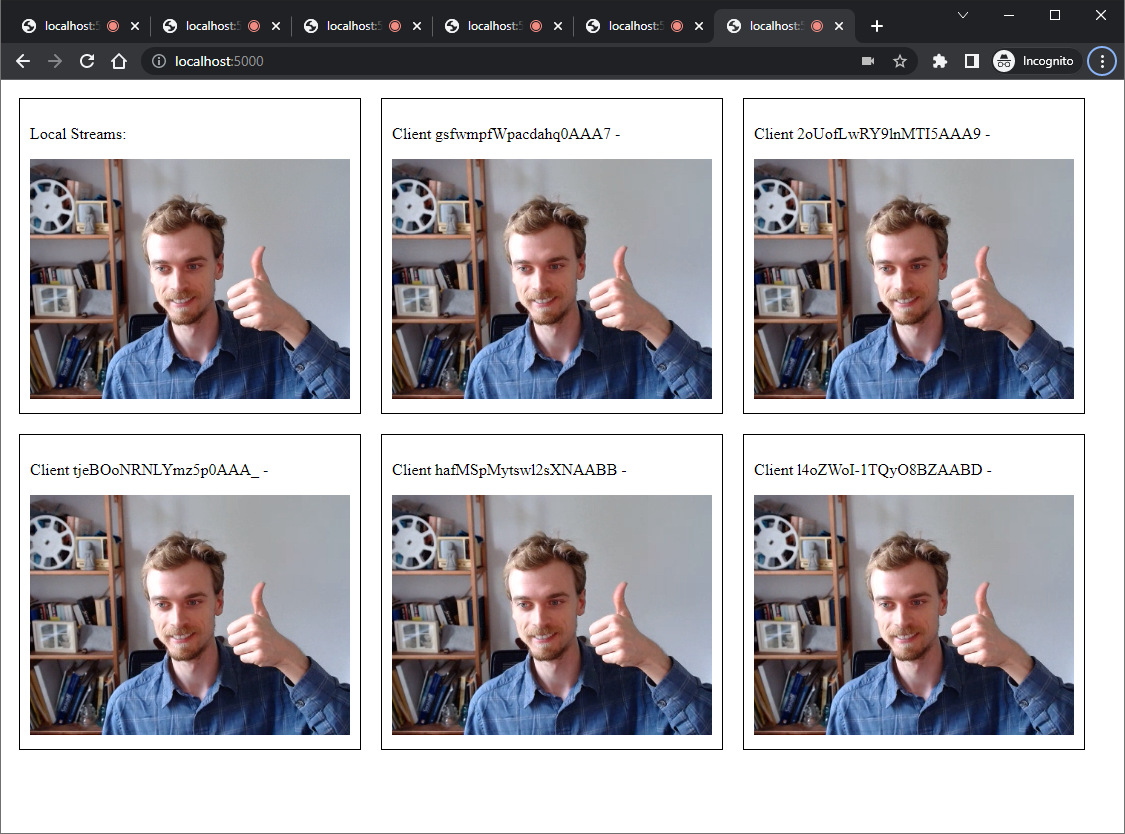 localhost:5
localhost:5
localhost:5
localhost:5
localhost:5
localhost:5
localhost:5000
Incognito
Local Streams:
Client gsfwmpfWpacdahq0AAA7 -
Client 2oUofLwRY9lnMTI5AAA9 -
Client tjeBOoNRNLYmz5p0AAA_ -
Client hafMSpMytswl2sXNAABB -
Client l4oZWoI-1TQyO8BZAABD -